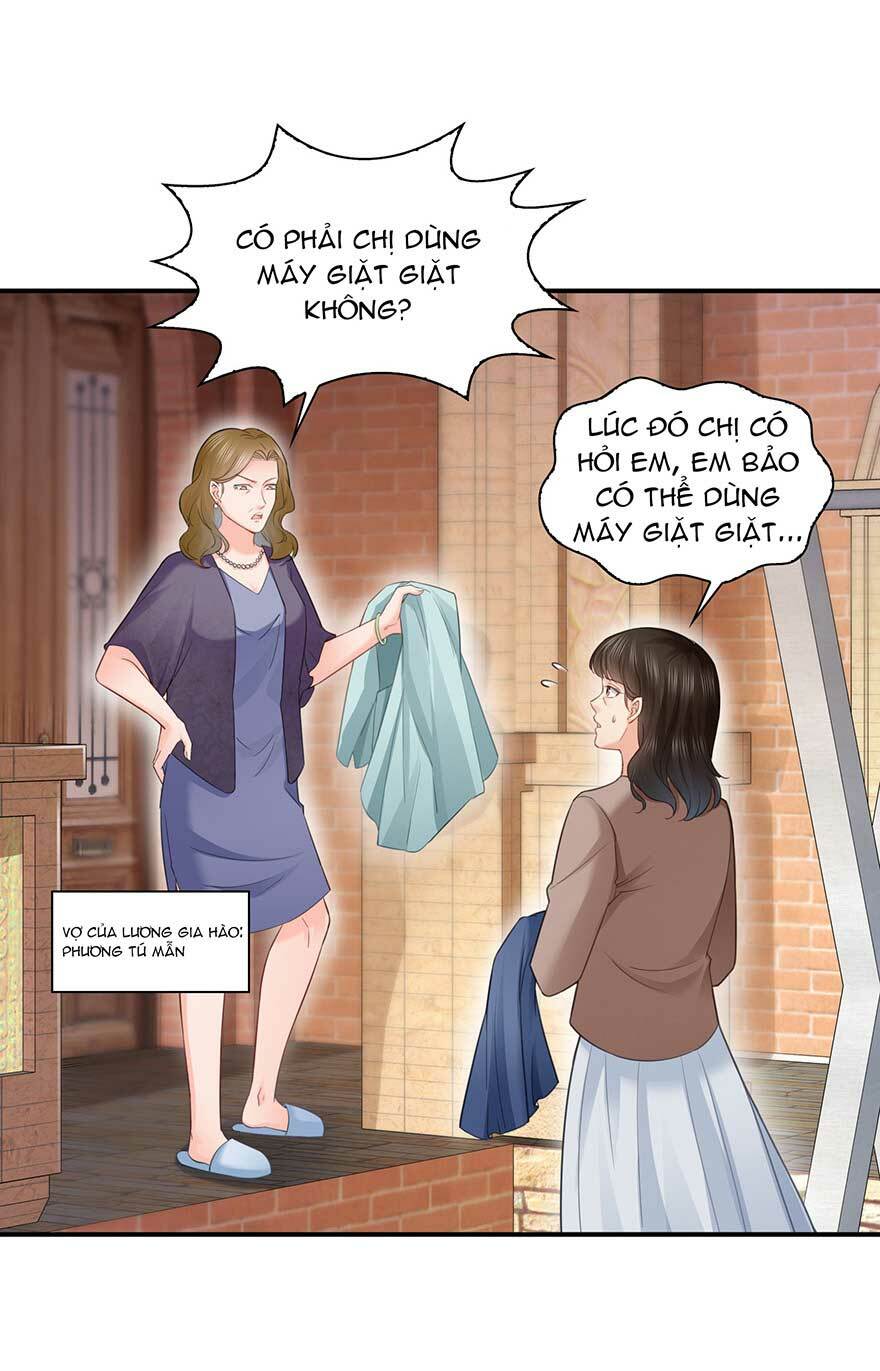 CÓ PHẢI CHỊ DÙNG
MÁY GIẶT GIẶT
KHÔNG?
LÚC ĐÓ CHỊ CÓ
HỎI EM, EM BẢO
CÓ THỂ DÙNG
MÁY GIẶT GIẶT...
VỢ CỦA LƯƠNG GIA HÀO:
PHƯƠNG TÚ MẪN